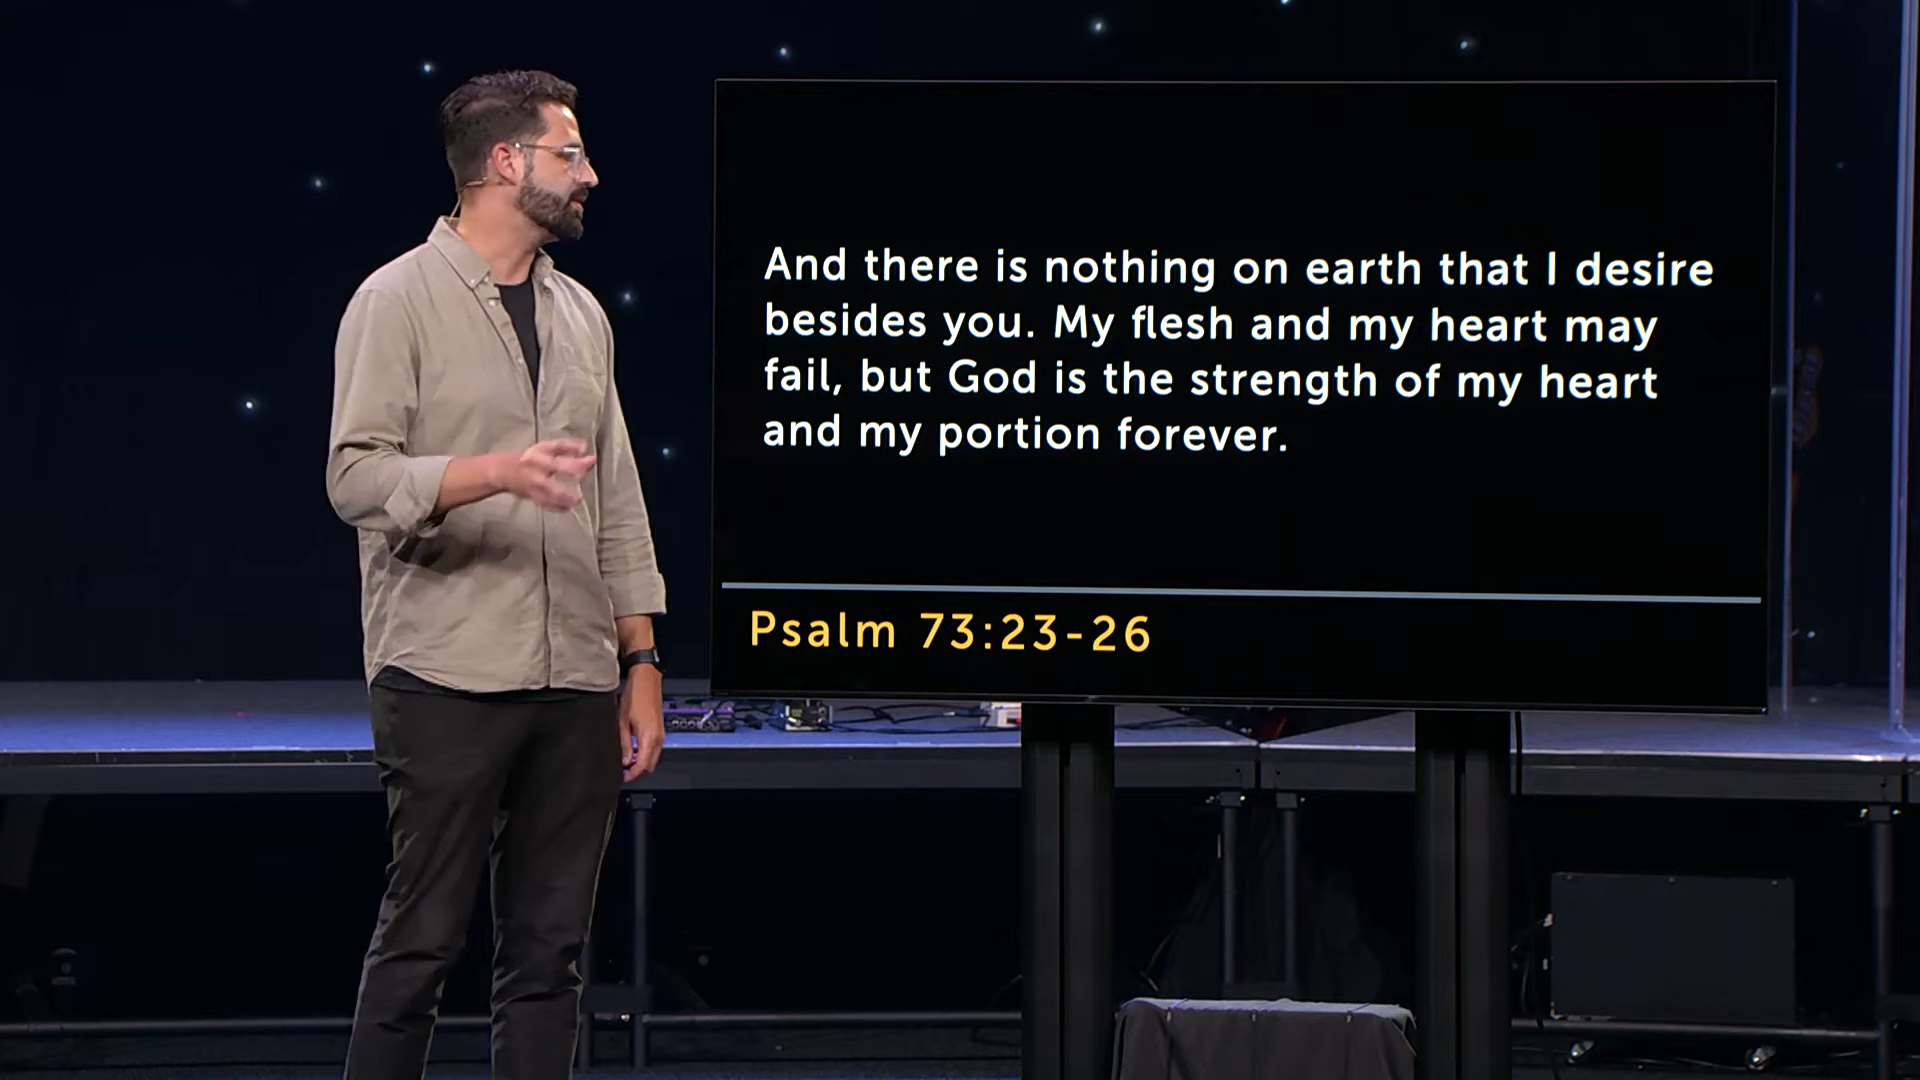 And there is nothing on earth that I desire
besides you. My flesh and my heart may
fail, but God is the strength of my heart
and my portion forever.
Psalm 73:23-26